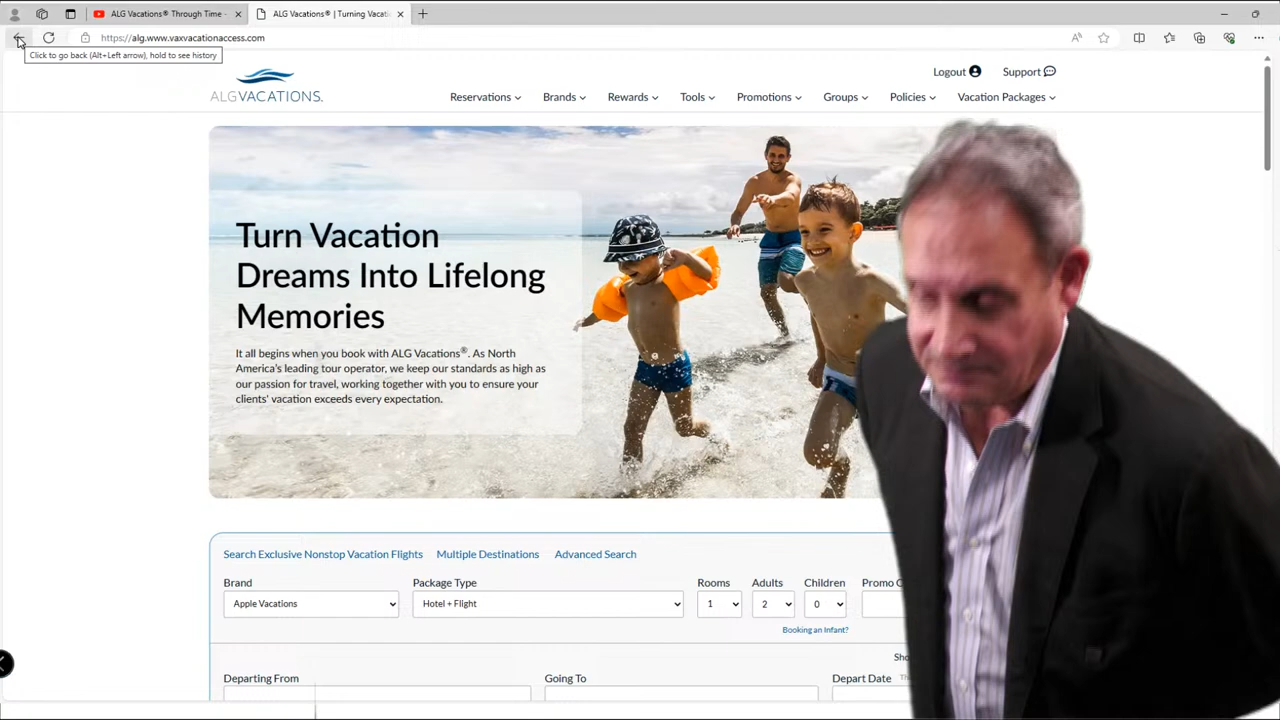 ALG Vacations® Through Time -
ALG Vacations® | Turning Vacati
https://alg.www.vaxvacationaccess.com
Click to go back (Alt+Left arrow), hold to see history
Logout
Support
ALGVACATIONS.
Reservations
Brands
Rewards
Tools
Promotions
Groups
Policies
Vacation Packages
Turn Vacation
Dreams Into Lifelong
Memories
It all begins when you book with ALG Vacations®. As North
America's leading tour operator, we keep our standards as high as
our passion for travel, working together with you to ensure your
clients' vacation exceeds every expectation.
Search Exclusive Nonstop Vacation Flights
Multiple Destinations
Advanced Search
Brand
Package Type
Rooms
Adults
Children
Promo C
Apple Vacations
Hotel + Flight
1
2
0
Booking an Infant?
Sho
Departing From
Going To
Depart Date